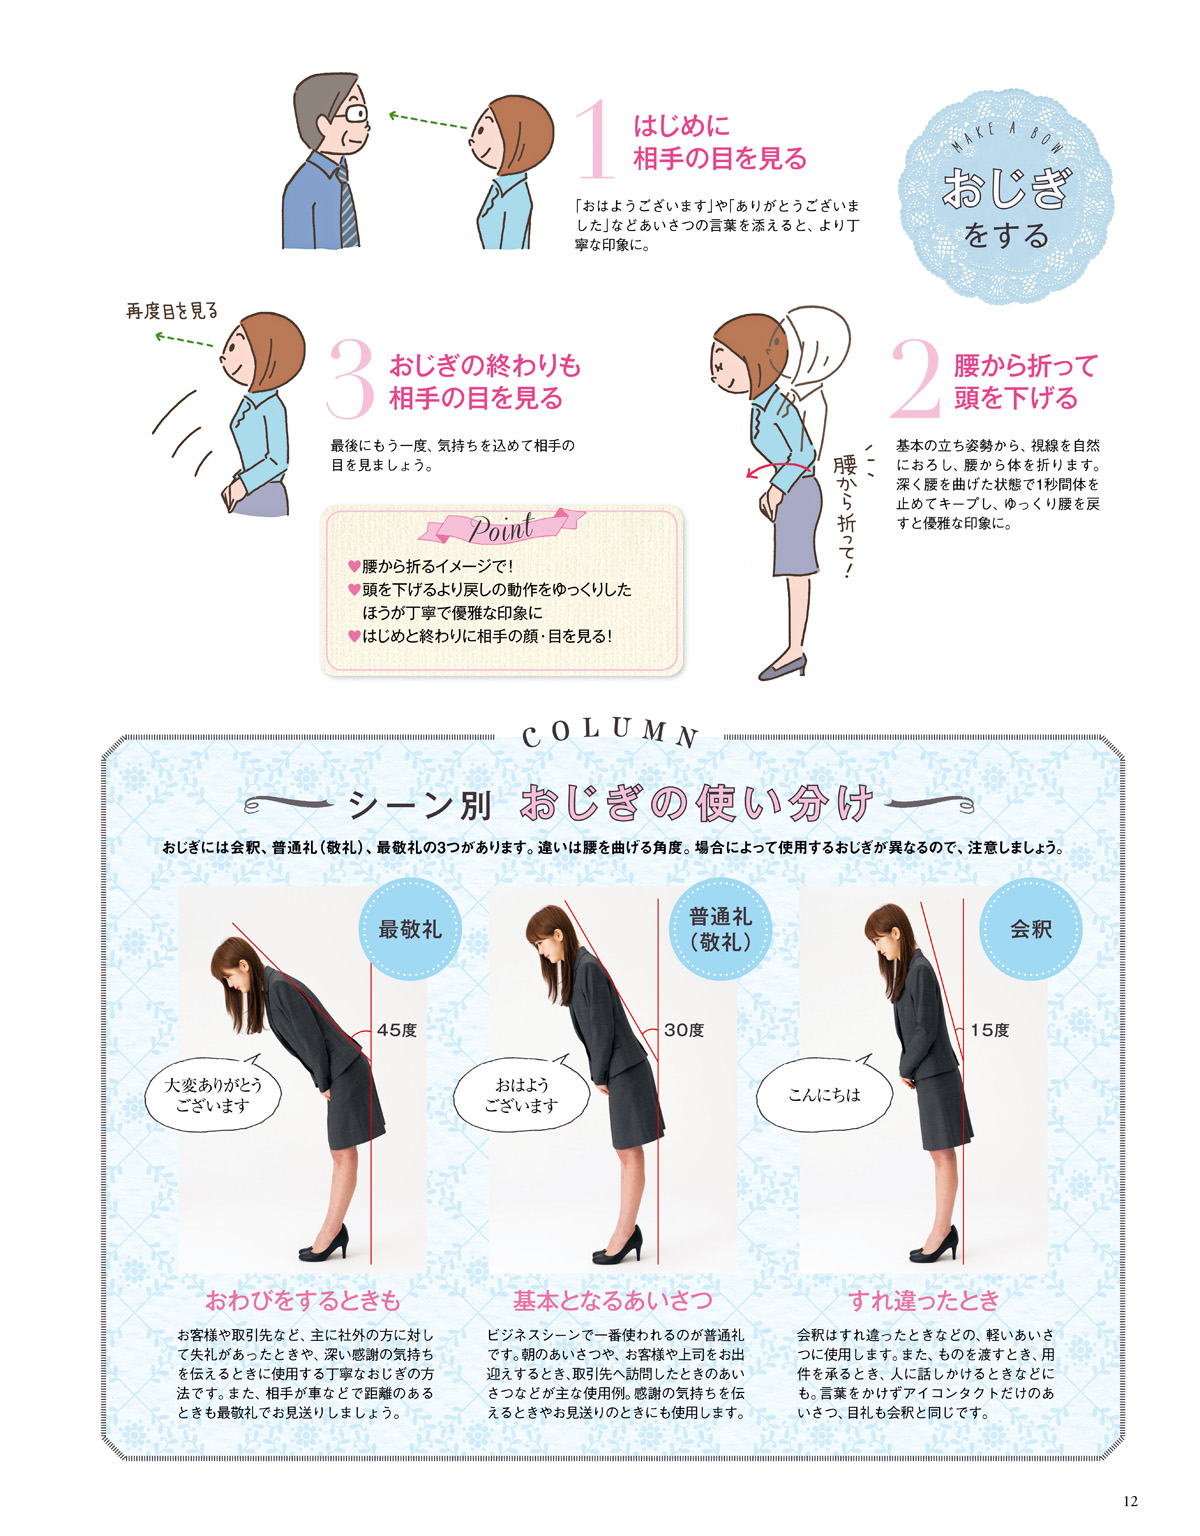 MAKE A BOW
おじぎ
をする
1
はじめに
相手の目を見る
「おはようございます」や「ありがとうございま
した」などあいさつの言葉を添えると、より丁
寧な印象に。
2
腰から折って
頭を下げる
基本の立ち姿勢から、視線を自然
におろし、腰から体を折ります。
深く腰を曲げた状態で1秒間体を
止めてキープし、ゆっくり腰を戻
すと優雅な印象に。
腰から折って!
3
おじぎの終わりも
相手の目を見る
最後にもう一度、気持ちを込めて相手の
目を見ましょう。
再度目を見る
Point
♥腰から折るイメージで!
♥頭を下げるより戻しの動作をゆっくりした
ほうが丁寧で優雅な印象に
♥はじめと終わりに相手の顔・目を見る!
COLUMN
シーン別 おじぎの使い分け
おじぎには会釈、普通礼(敬礼)、最敬礼の3つがあります。違いは腰を曲げる角度。場合によって使用するおじぎが異なるので、注意しましょう。
会釈
15度
こんにちは
すれ違ったとき
会釈はすれ違ったときなどの、軽いあいさ
つに使用します。また、ものを渡すとき、用
件を承るとき、人に話しかけるときなどに
も。言葉をかけずアイコンタクトだけのあ
いさつ、目礼も会釈と同じです。
普通礼
(敬礼)
30度
おはよう
ございます
基本となるあいさつ
ビジネスシーンで一番使われるのが普通礼
です。朝のあいさつや、お客様や上司をお出
迎えするとき、取引先へ訪問したときのあい
さつなどが主な使用例。感謝の気持ちを伝
えるときやお見送りのときにも使用します。
最敬礼
45度
大変ありがとう
ございます
おわびをするときも
お客様や取引先など、主に社外の方に対し
て失礼があったときや、深い感謝の気持ち
を伝えるときに使用する丁寧なおじぎの方
法です。また、相手が車などで距離のある
ときも最敬礼でお見送りしましょう。
12